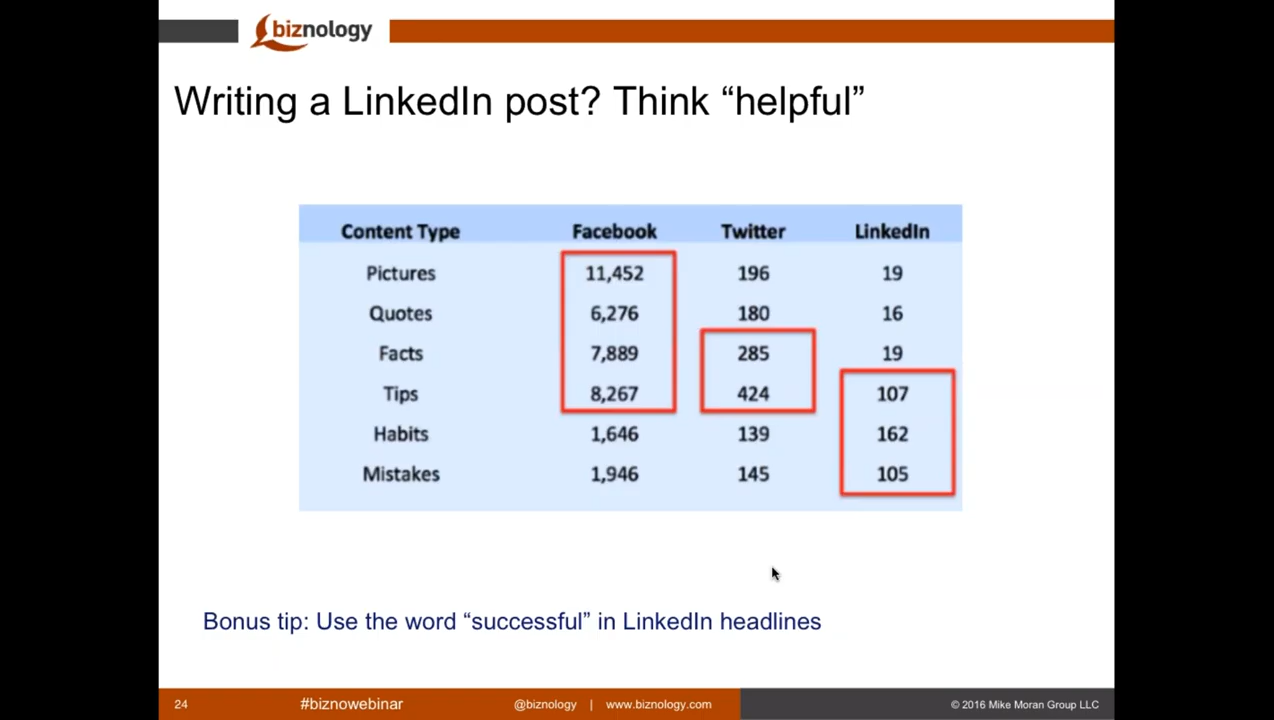 biznology
Writing a LinkedIn post? Think “helpful”
Content Type Facebook Twitter LinkedIn
Pictures 11,452 196 19
Quotes 6,276 180 16
Facts 7,889 285 19
Tips 8,267 424 107
Habits 1,646 139 162
Mistakes 1,946 145 105
Bonus tip: Use the word “successful” in LinkedIn headlines
24 #biznowebinar @biznology | www.biznology.com © 2016 Mike Moran Group LLC